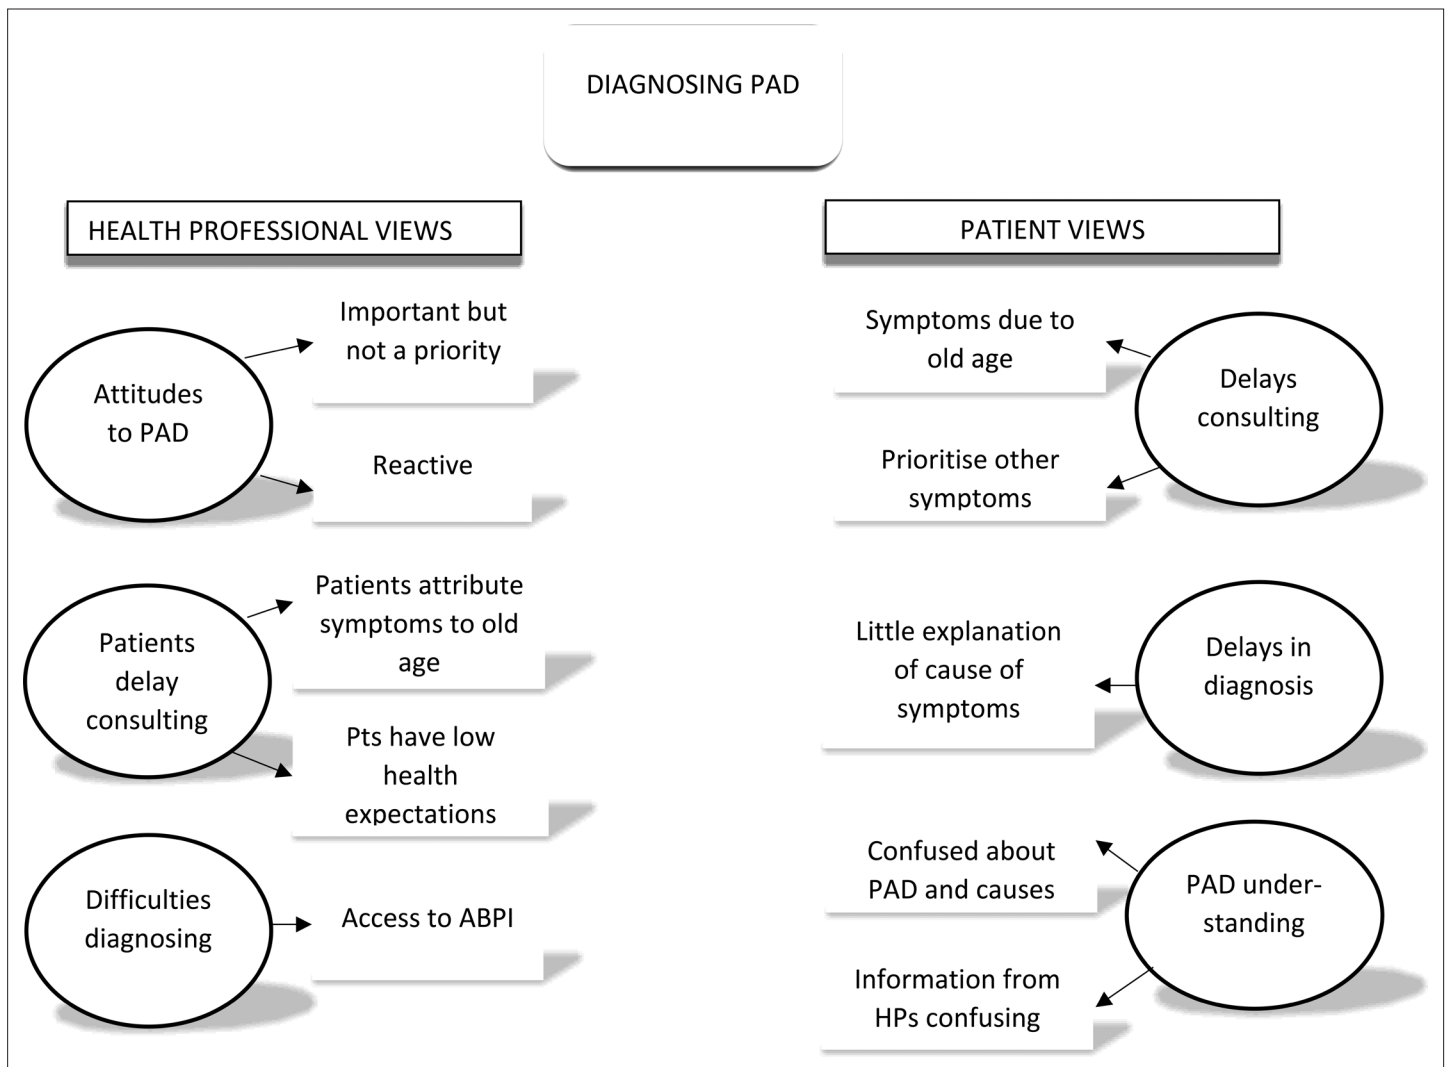 DIAGNOSING PAD
HEALTH PROFESSIONAL VIEWS
Attitudes
to PAD
Important but
not a priority
Reactive
Patients
delay
consulting
Patients attribute
symptoms to old
age
Pts have low
health
expectations
Difficulties
diagnosing
Access to ABPI
PATIENT VIEWS
Symptoms due to
old age
Prioritise other
symptoms
Delays
consulting
Little explanation
of cause of
symptoms
Delays in
diagnosis
Confused about
PAD and causes
Information from
HPs confusing
PAD under-
standing